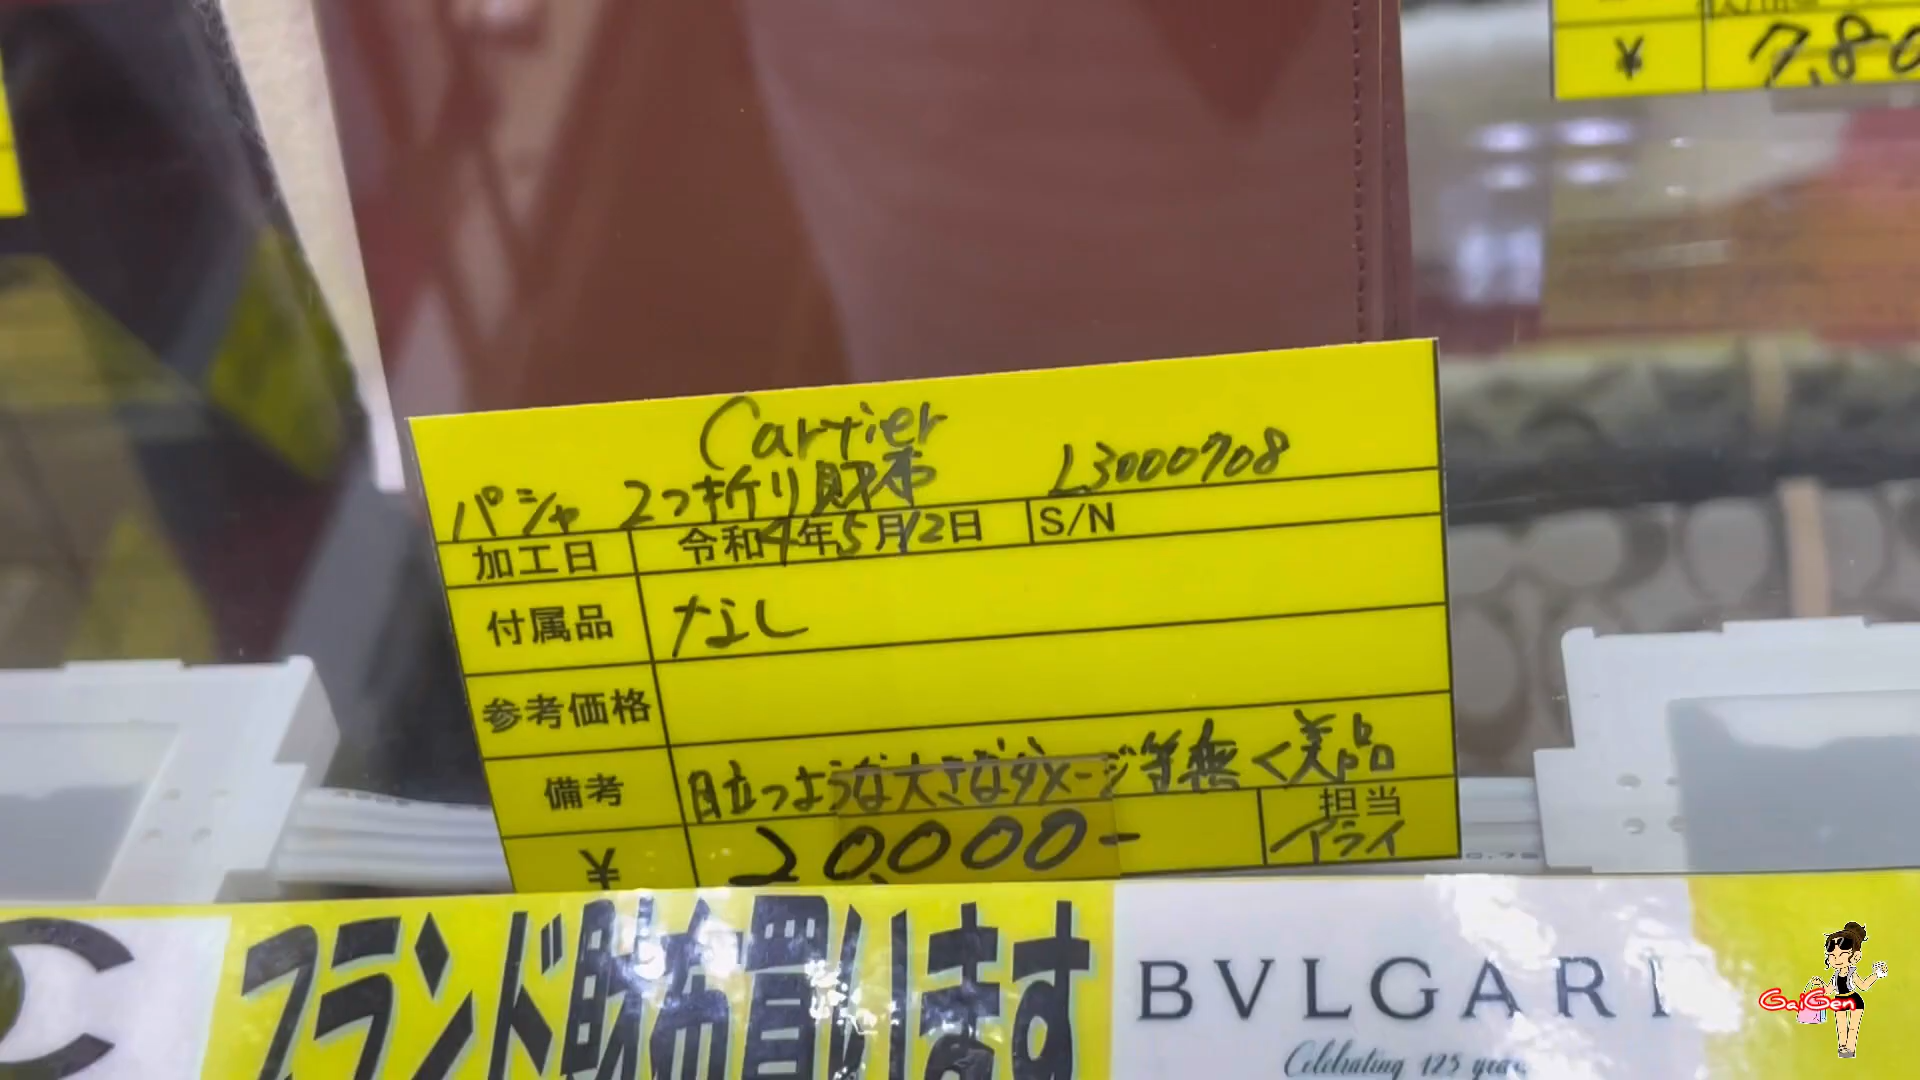 ¥ 7,80
Cartier
パシャ 2つ折り財布 L3000708
加工日 令和4年5月12日 S/N
付属品 なし
参考価格
備考 目立つような大きなダメージ等無く美品
¥ 20,000- 担当 アライ
ブランド財布買います
BVLGARI
Celebrating 125 years
GaiGen